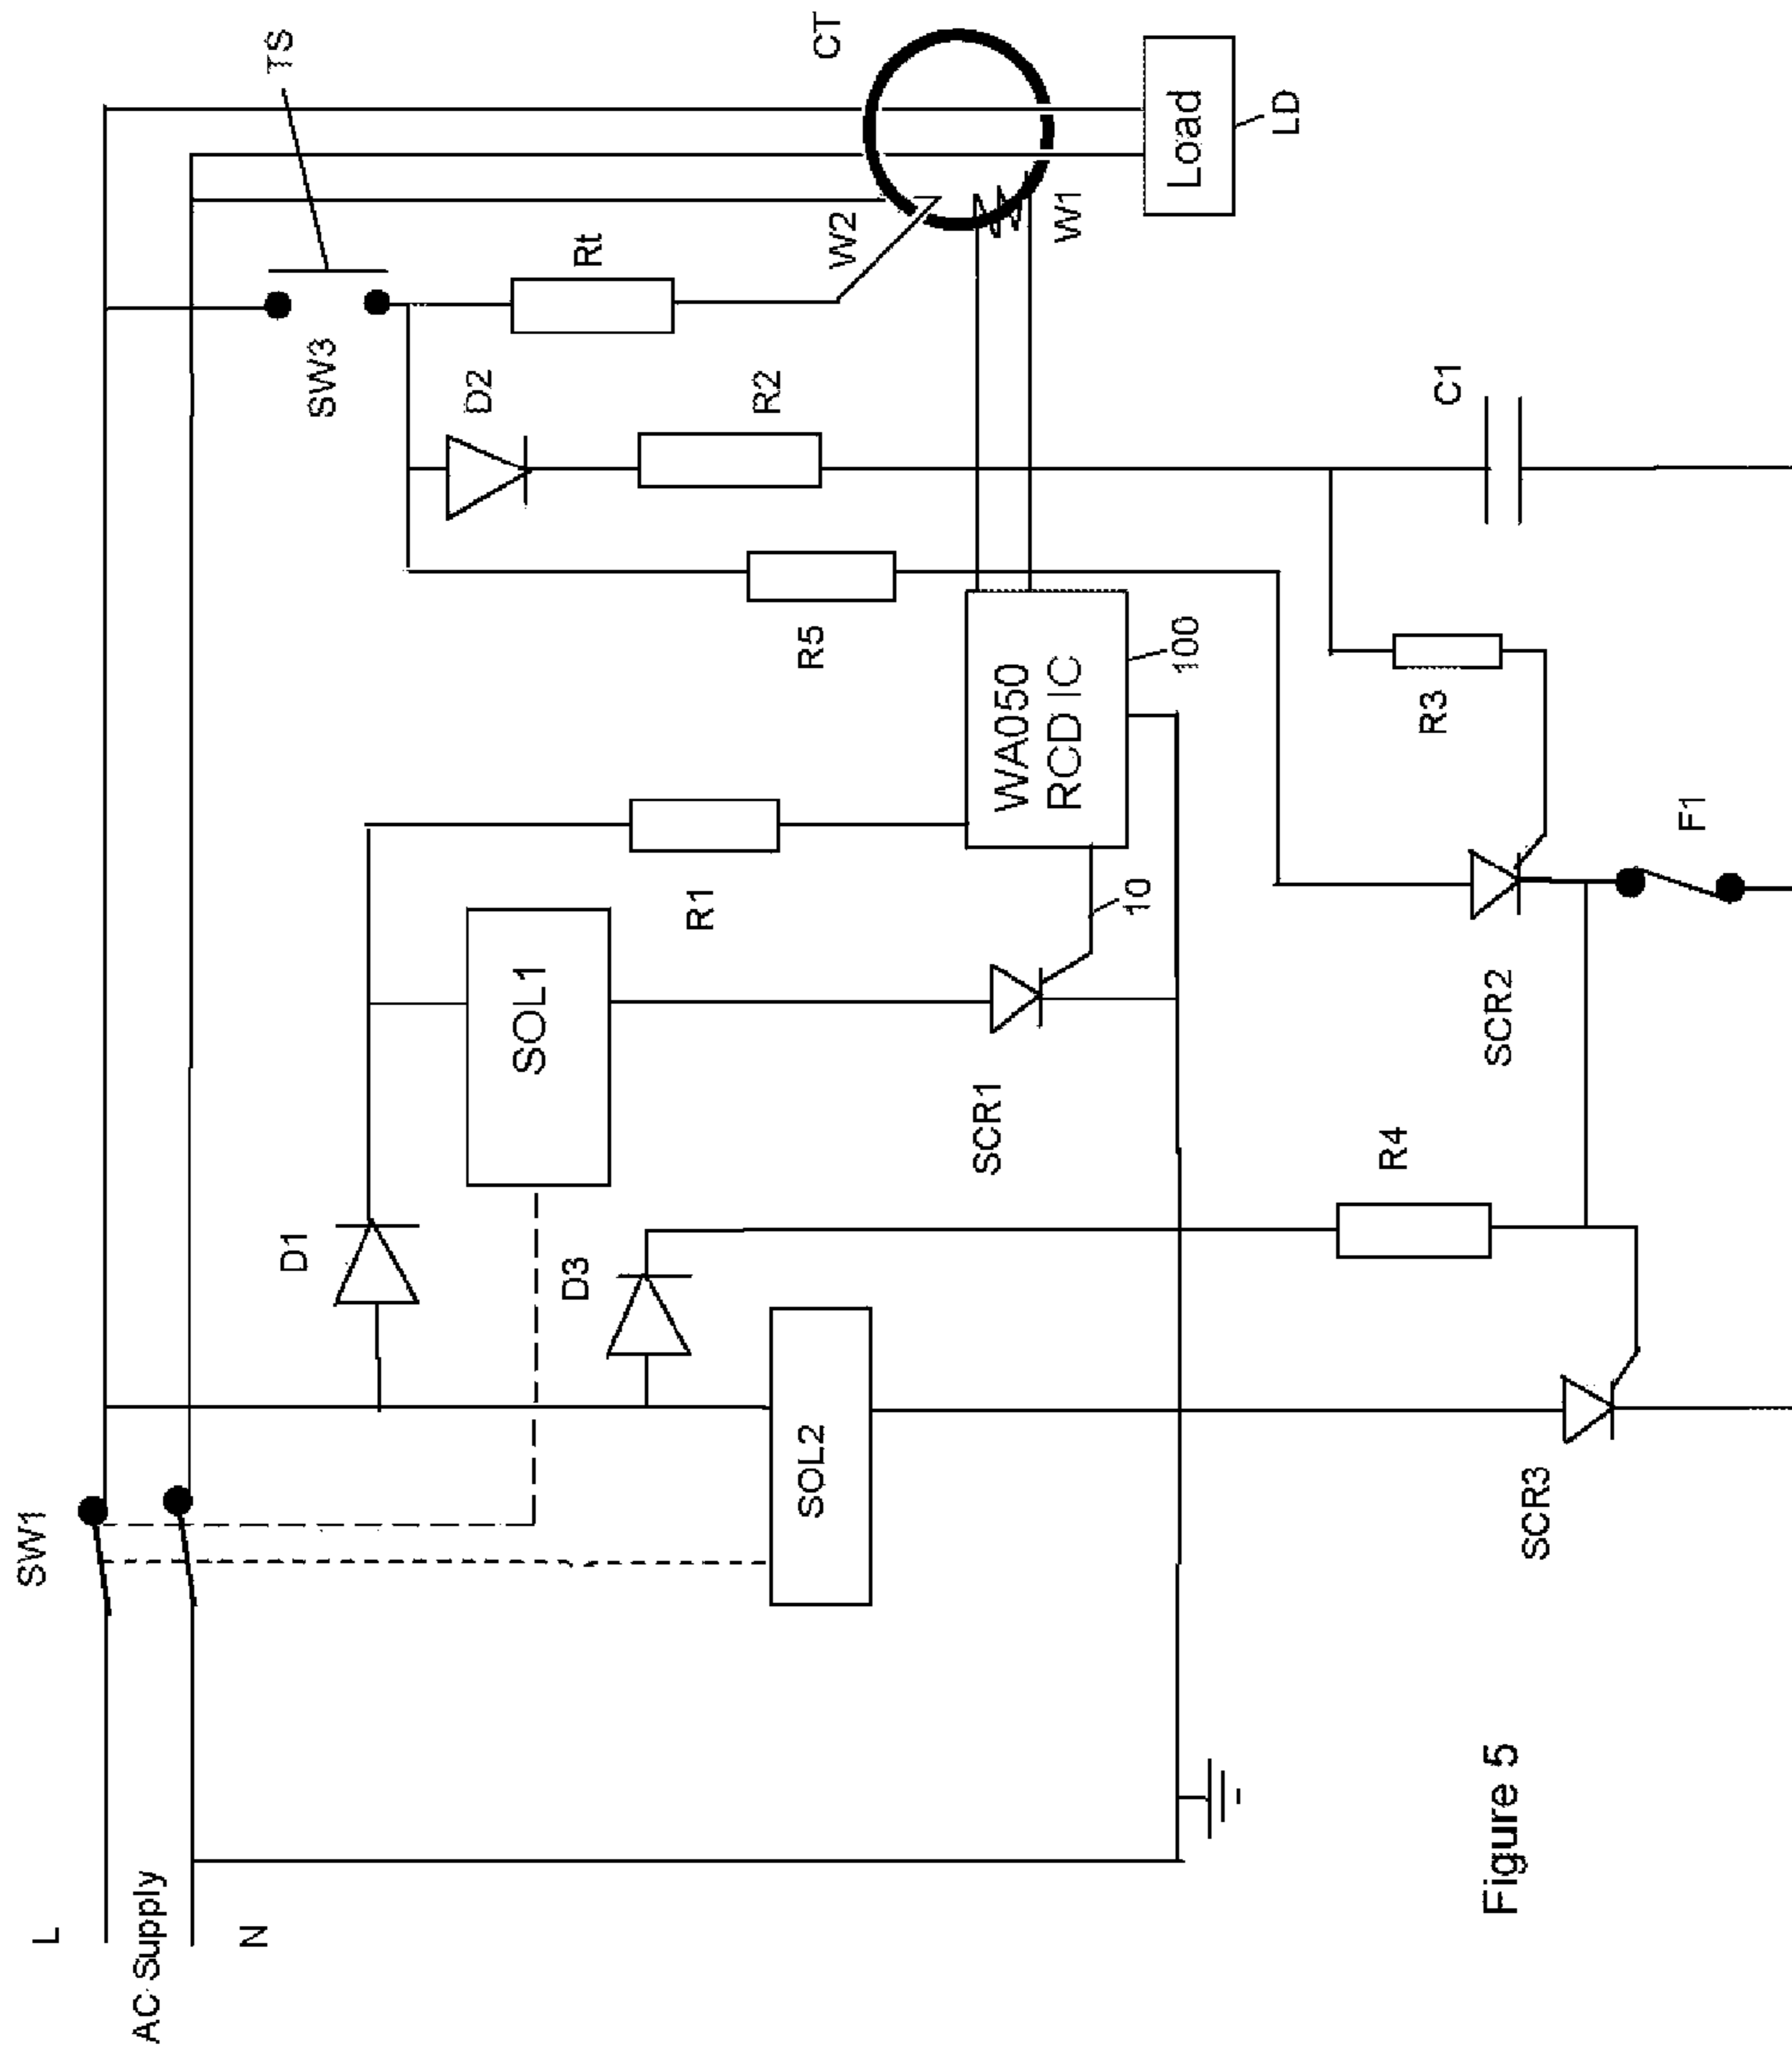 L
AC Supply
N
SW1
D1
D3
SOL1
SOL2
R1
SCR1
10
WA050
RCD IC
100
R5
D2
R2
SW3
TS
Rt
W2
CT
W1
Load
LD
C1
R3
SCR2
F1
R4
SCR3
Figure 5